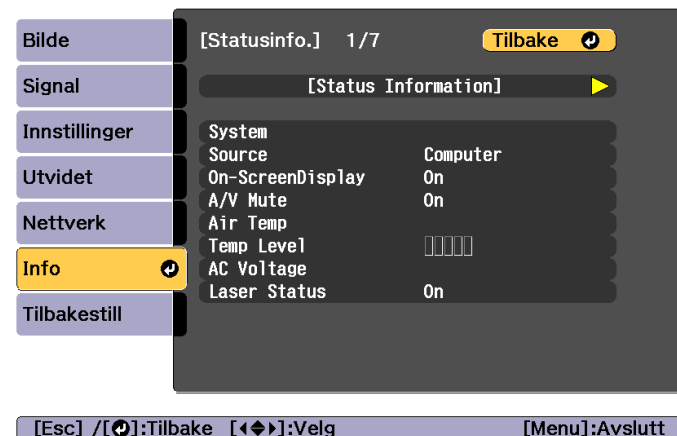 Bilde
Signal
Innstillinger
Utvidet
Nettverk
Info
Tilbakestill
[Statusinfo.] 1/7 Tilbake
[Status Information]
System
Source Computer
On-ScreenDisplay On
A/V Mute On
Air Temp
Temp Level
AC Voltage
Laser Status On
[Esc] /[ ]:Tilbake [ ]:Velg [Menu]:Avslutt